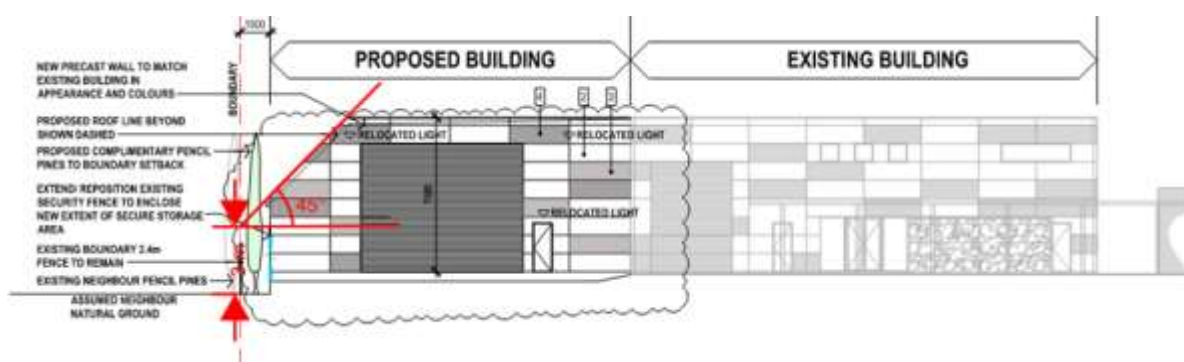 1000
PROPOSED BUILDING
EXISTING BUILDING
NEW PRECAST WALL TO MATCH
EXISTING BUILDING IN
APPEARANCE AND COLOURS
BOUNDARY
PROPOSED ROOF LINE BEYOND
SHOWN DASHED
PROPOSED COMPLIMENTARY PENCIL
PINES TO BOUNDARY SETBACK
EXTEND/ REPOSITION EXISTING
SECURITY FENCE TO ENCLOSE
NEW EXTENT OF SECURE STORAGE
AREA
EXISTING BOUNDARY 2.4m
FENCE TO REMAIN
EXISTING NEIGHBOUR PENCIL PINES
ASSUMED NEIGHBOUR
NATURAL GROUND
RELOCATED LIGHT
RELOCATED LIGHT
RELOCATED LIGHT
45°